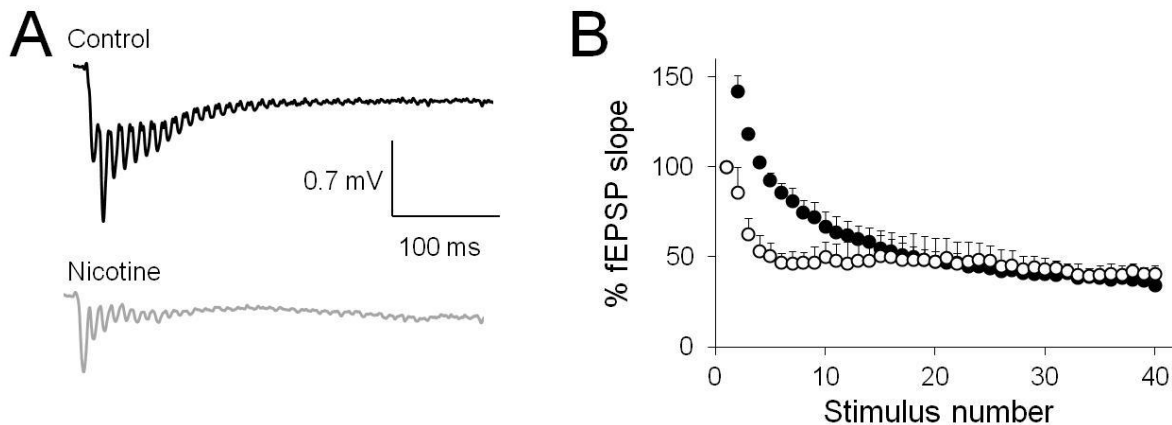 A
Control
0.7 mV
100 ms
Nicotine
B
% fEPSP slope
150
100
50
0
0
10
20
30
40
Stimulus number